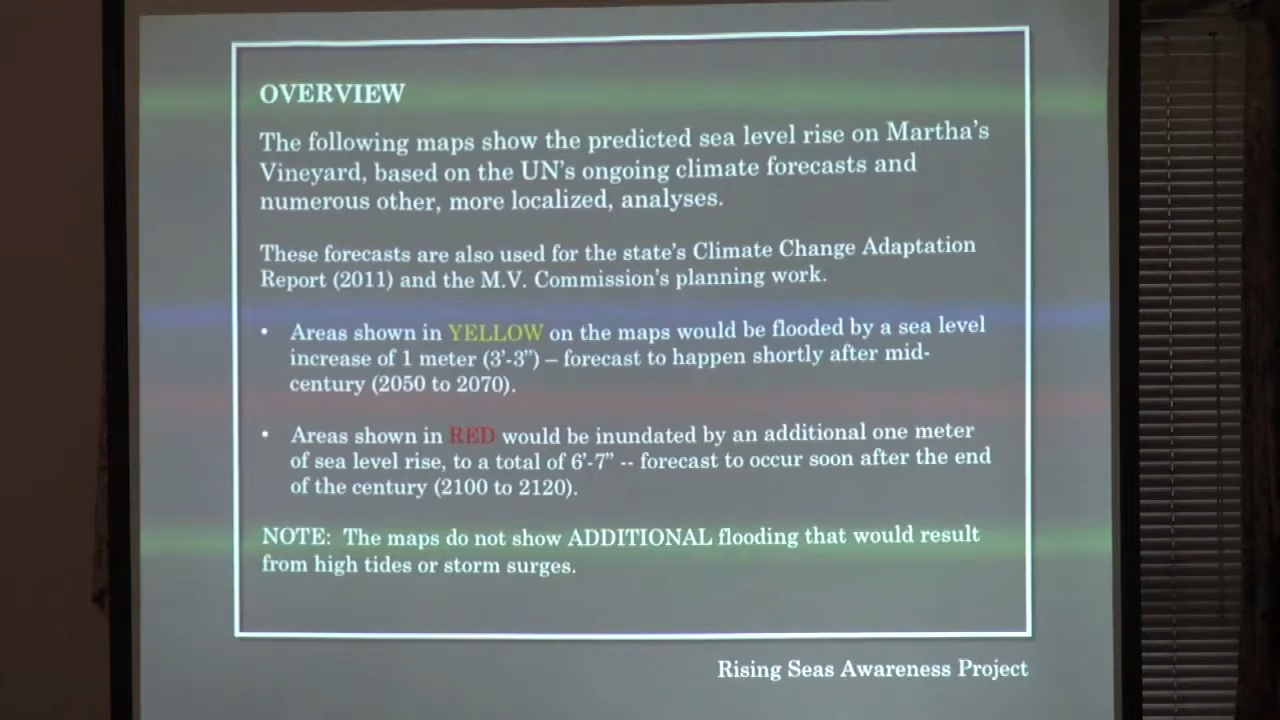 OVERVIEW
The following maps show the predicted sea level rise on Martha's
Vineyard, based on the UN's ongoing climate forecasts and
numerous other, more localized, analyses.
These forecasts are also used for the state's Climate Change Adaptation
Report (2011) and the M.V. Commission's planning work.
• Areas shown in YELLOW on the maps would be flooded by a sea level
increase of 1 meter (3'-3”) – forecast to happen shortly after mid-
century (2050 to 2070).
• Areas shown in RED would be inundated by an additional one meter
of sea level rise, to a total of 6'-7” -- forecast to occur soon after the end
of the century (2100 to 2120).
NOTE: The maps do not show ADDITIONAL flooding that would result
from high tides or storm surges.
Rising Seas Awareness Project